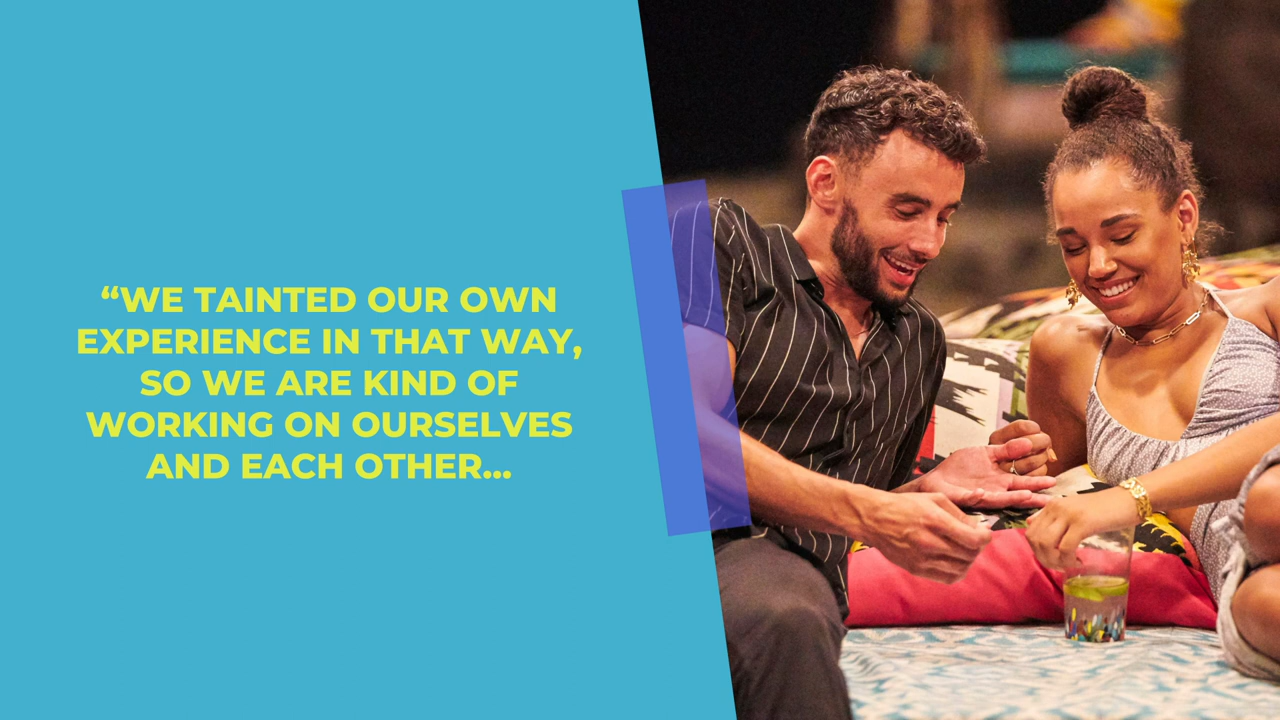 “WE TAINTED OUR OWN
EXPERIENCE IN THAT WAY,
SO WE ARE KIND OF
WORKING ON OURSELVES
AND EACH OTHER...